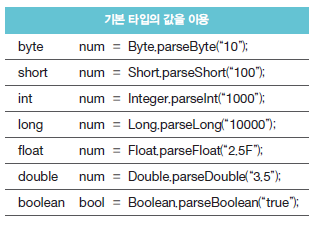 기본 타입의 값을 이용
byte num = Byte.parseByte("10");
short num = Short.parseShort("100");
int num = Integer.parseInt("1000");
long num = Long.parseLong("10000");
float num = Float.parseFloat("2.5F");
double num = Double.parseDouble("3.5");
boolean bool = Boolean.parseBoolean("true");